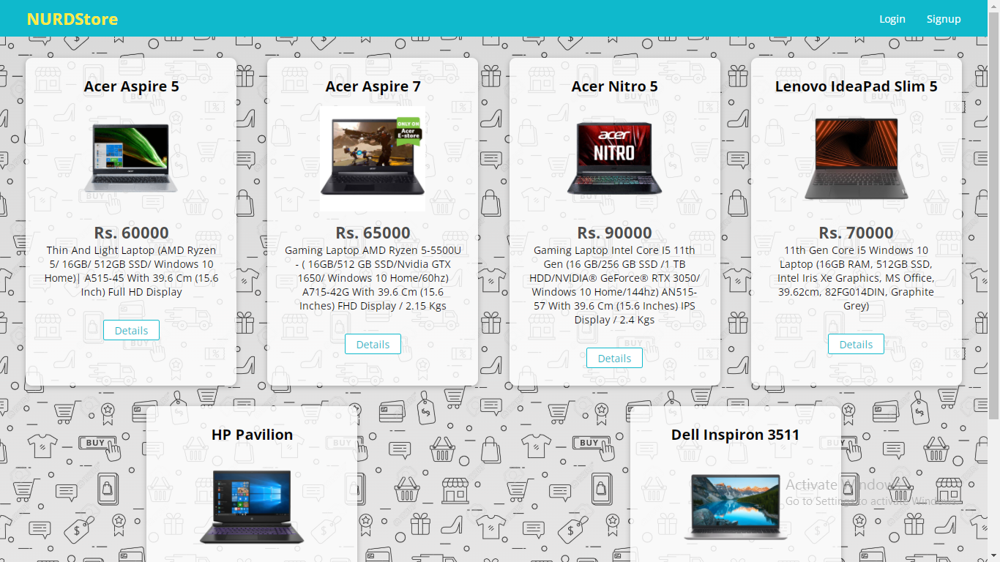 NURDStore
Login
Signup
Acer Aspire 5
Rs. 60000
Thin And Light Laptop (AMD Ryzen
5/ 16GB/ 512GB SSD/ Windows 10
Home)| A515-45 With 39.6 Cm (15.6
Inch) Full HD Display
Details
Acer Aspire 7
ONLY ON
Acer
E-store
Rs. 65000
Gaming Laptop AMD Ryzen 5-5500U
- ( 16GB/512 GB SSD/Nvidia GTX
1650/ Windows 10 Home/60hz)
A715-42G With 39.6 Cm (15.6
Inches) FHD Display / 2.15 Kgs
Details
Acer Nitro 5
acer
NITRO
Rs. 90000
Gaming Laptop Intel Core I5 11th
Gen (16 GB/256 GB SSD /1 TB
HDD/NVIDIA® GeForce® RTX 3050/
Windows 10 Home/144hz) AN515-
57 With 39.6 Cm (15.6 Inches) IPS
Display / 2.4 Kgs
Details
Lenovo IdeaPad Slim 5
Rs. 70000
11th Gen Core i5 Windows 10
Laptop (16GB RAM, 512GB SSD,
Intel Iris Xe Graphics, MS Office,
39.62cm, 82FG014DIN, Graphite
Grey)
Details
HP Pavilion
Dell Inspiron 3511
BUY
BUY
Activate Windows
Go to Settings to activate Windows.